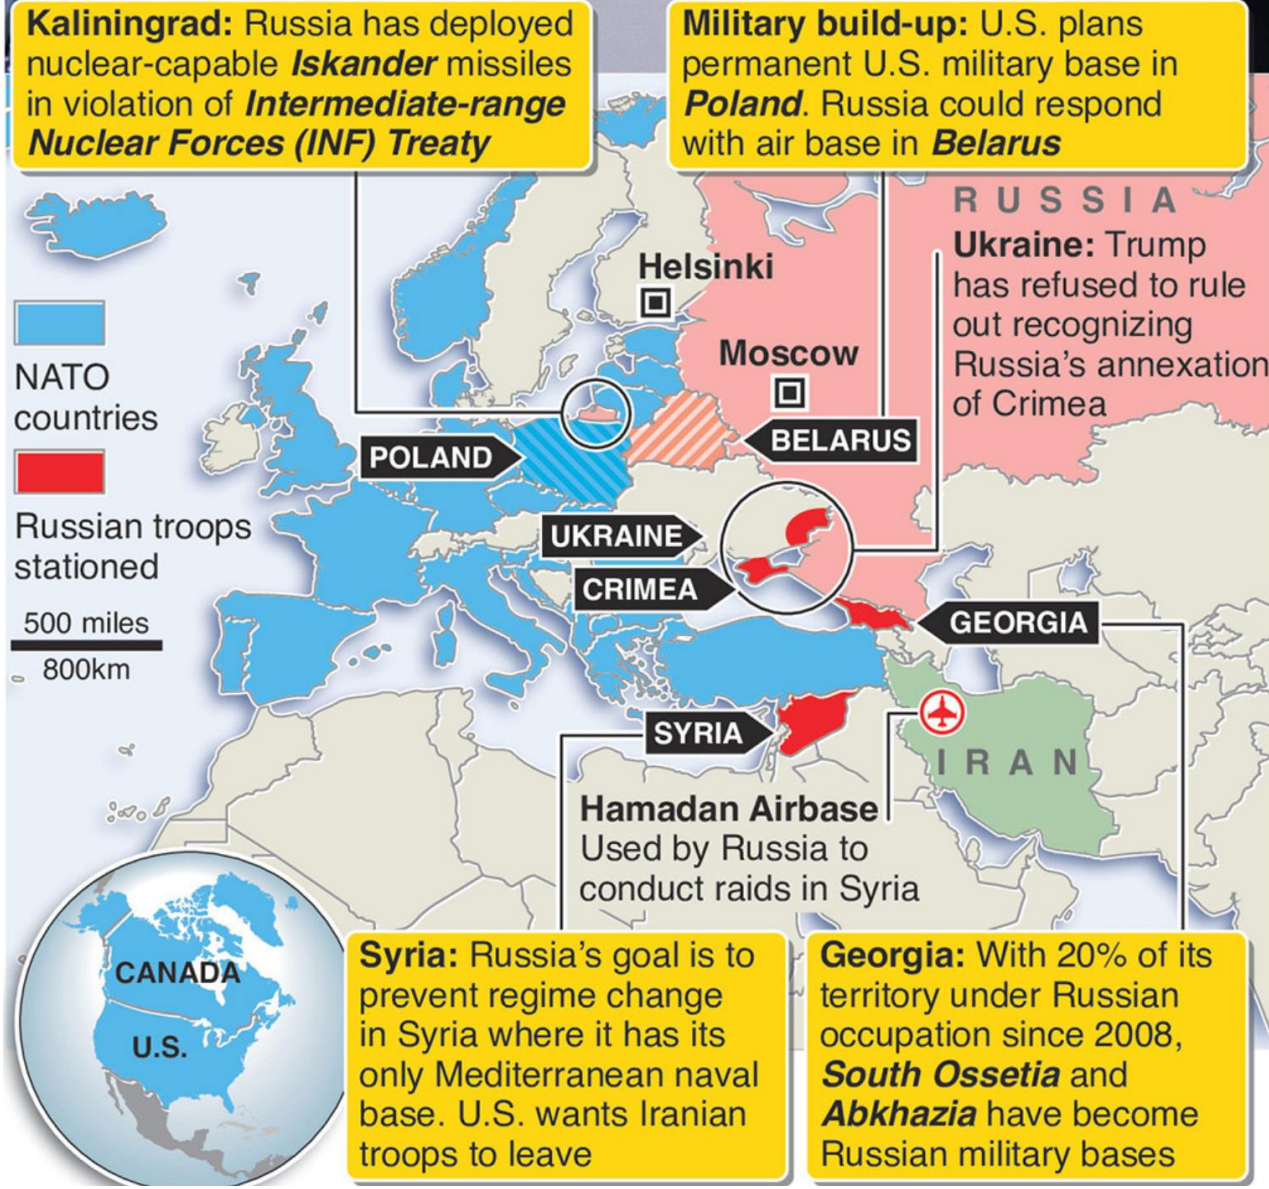 Kaliningrad: Russia has deployed
nuclear-capable Iskander missiles
in violation of Intermediate-range
Nuclear Forces (INF) Treaty
Military build-up: U.S. plans
permanent U.S. military base in
Poland. Russia could respond
with air base in Belarus
RUSSIA
Ukraine: Trump
has refused to rule
out recognizing
Russia's annexation
of Crimea
Helsinki
Moscow
NATO
countries
Russian troops
stationed
500 miles
800km
POLAND
BELARUS
UKRAINE
CRIMEA
GEORGIA
SYRIA
IRAN
Hamadan Airbase
Used by Russia to
conduct raids in Syria
CANADA
U.S.
Syria: Russia's goal is to
prevent regime change
in Syria where it has its
only Mediterranean naval
base. U.S. wants Iranian
troops to leave
Georgia: With 20% of its
territory under Russian
occupation since 2008,
South Ossetia and
Abkhazia have become
Russian military bases